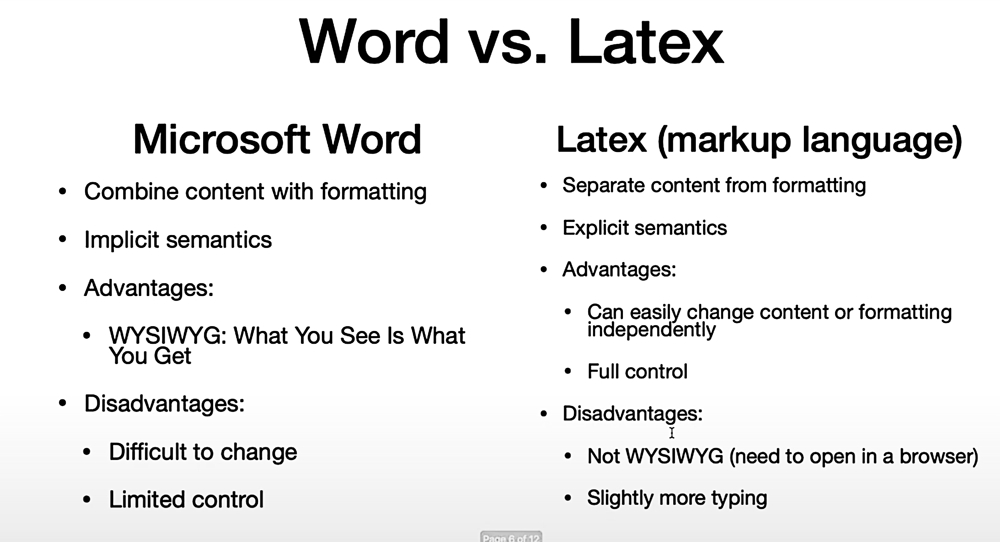 Word vs. Latex
Microsoft Word
• Combine content with formatting
• Implicit semantics
• Advantages:
• WYSIWYG: What You See Is What
You Get
• Disadvantages:
• Difficult to change
• Limited control
Latex (markup language)
• Separate content from formatting
• Explicit semantics
• Advantages:
• Can easily change content or formatting
independently
• Full control
• Disadvantages:
• Not WYSIWYG (need to open in a browser)
• Slightly more typing
Page 6 of 12